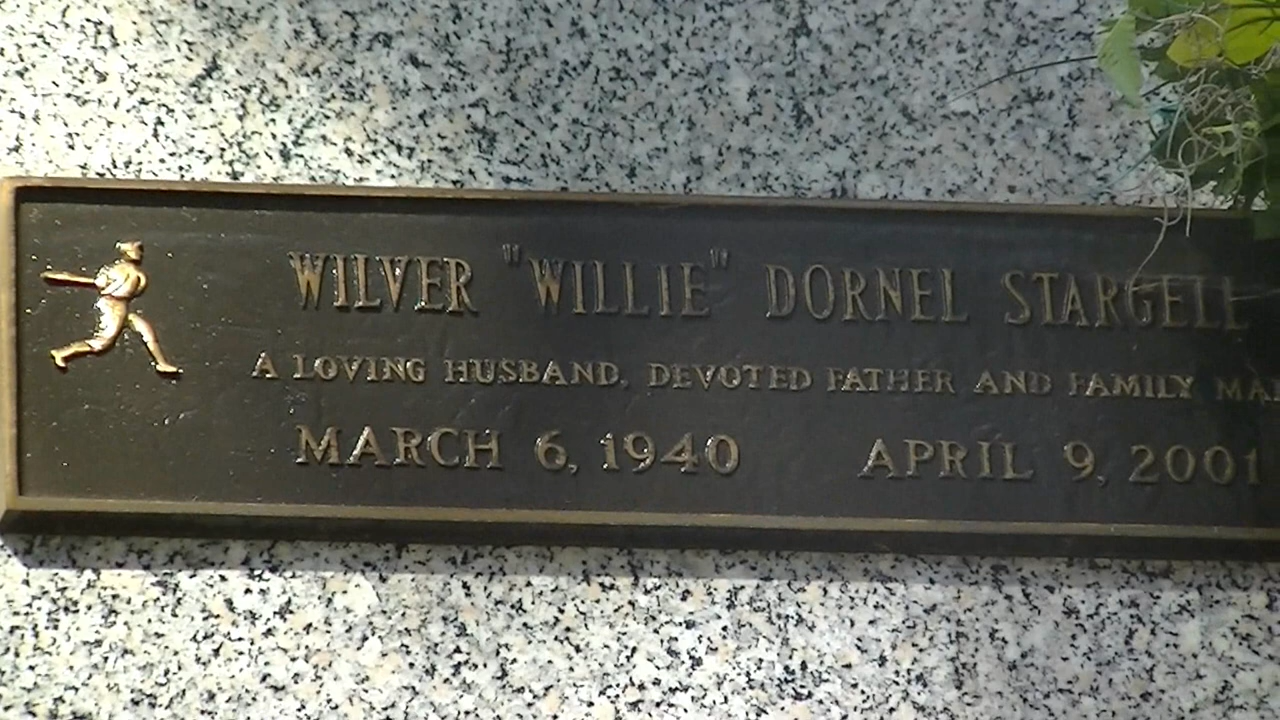 WILVER "WILLIE" DORNEL STARGELL
A LOVING HUSBAND, DEVOTED FATHER AND FAMILY
MARCH 6, 1940 APRIL 9, 2001